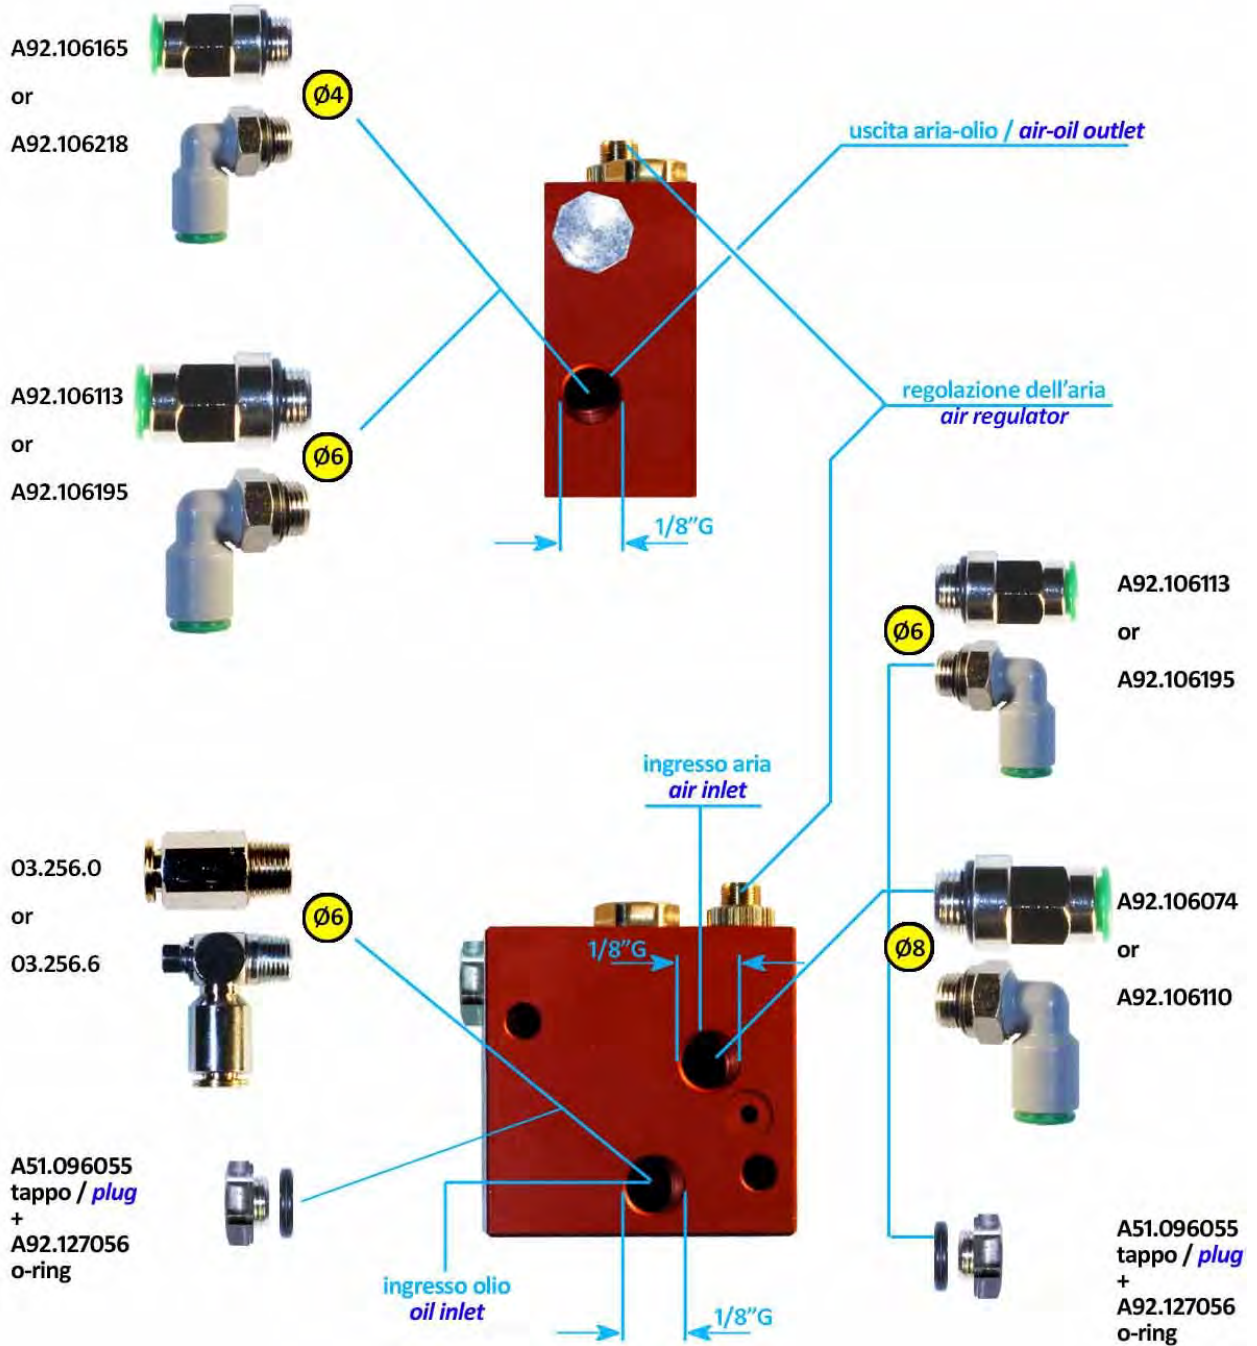 A92.106165
or
A92.106218
Ø4
uscita aria-olio / air-oil outlet
A92.106113
or
A92.106195
Ø6
regolazione dell'aria
air regulator
1/8”G
A92.106113
or
A92.106195
Ø6
ingresso aria
air inlet
03.256.0
or
03.256.6
Ø6
1/8”G
A92.106074
or
A92.106110
Ø8
A51.096055
tappo / plug
+
A92.127056
o-ring
ingresso olio
oil inlet
1/8”G
A51.096055
tappo / plug
+
A92.127056
o-ring